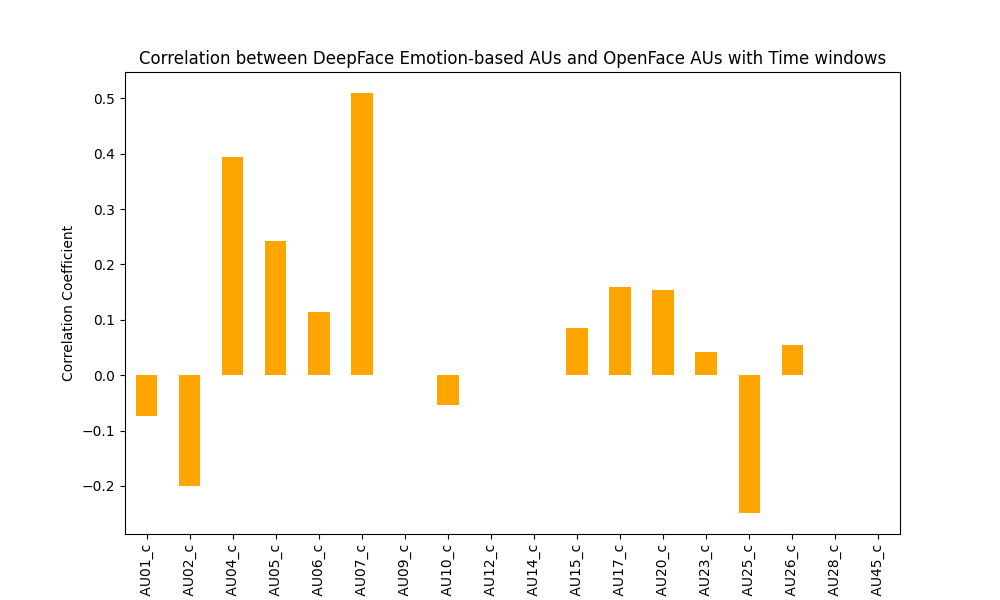 Correlation between DeepFace Emotion-based AUs and OpenFace AUs with Time windows
Correlation Coefficient
0.5
0.4
0.3
0.2
0.1
0.0
−0.1
−0.2
AU01_c
AU02_c
AU04_c
AU05_c
AU06_c
AU07_c
AU09_c
AU10_c
AU12_c
AU14_c
AU15_c
AU17_c
AU20_c
AU23_c
AU25_c
AU26_c
AU28_c
AU45_c